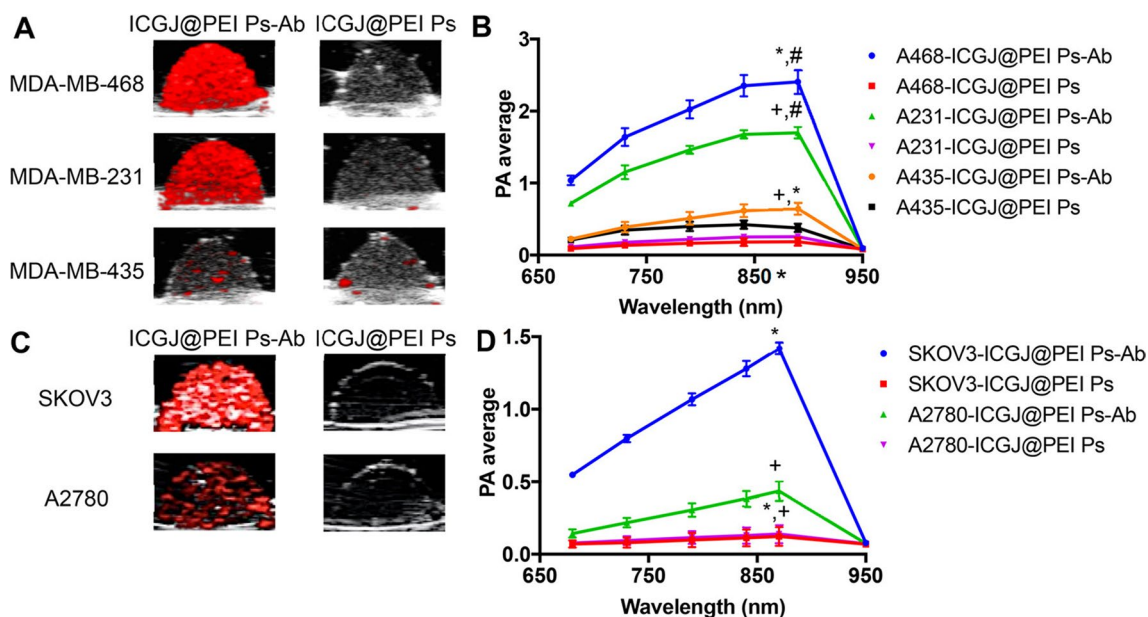 A
ICGJ@PEI Ps-Ab ICGJ@PEI Ps
MDA-MB-468
MDA-MB-231
MDA-MB-435
B
3
2
1
0
PA average
*,#
+,#
+,*
*
650 750 850 950
Wavelength (nm)
A468-ICGJ@PEI Ps-Ab
A468-ICGJ@PEI Ps
A231-ICGJ@PEI Ps-Ab
A231-ICGJ@PEI Ps
A435-ICGJ@PEI Ps-Ab
A435-ICGJ@PEI Ps
C
ICGJ@PEI Ps-Ab ICGJ@PEI Ps
SKOV3
A2780
D
1.5
1.0
0.5
0.0
PA average
*
+
*,+
650 750 850 950
Wavelength (nm)
SKOV3-ICGJ@PEI Ps-Ab
SKOV3-ICGJ@PEI Ps
A2780-ICGJ@PEI Ps-Ab
A2780-ICGJ@PEI Ps